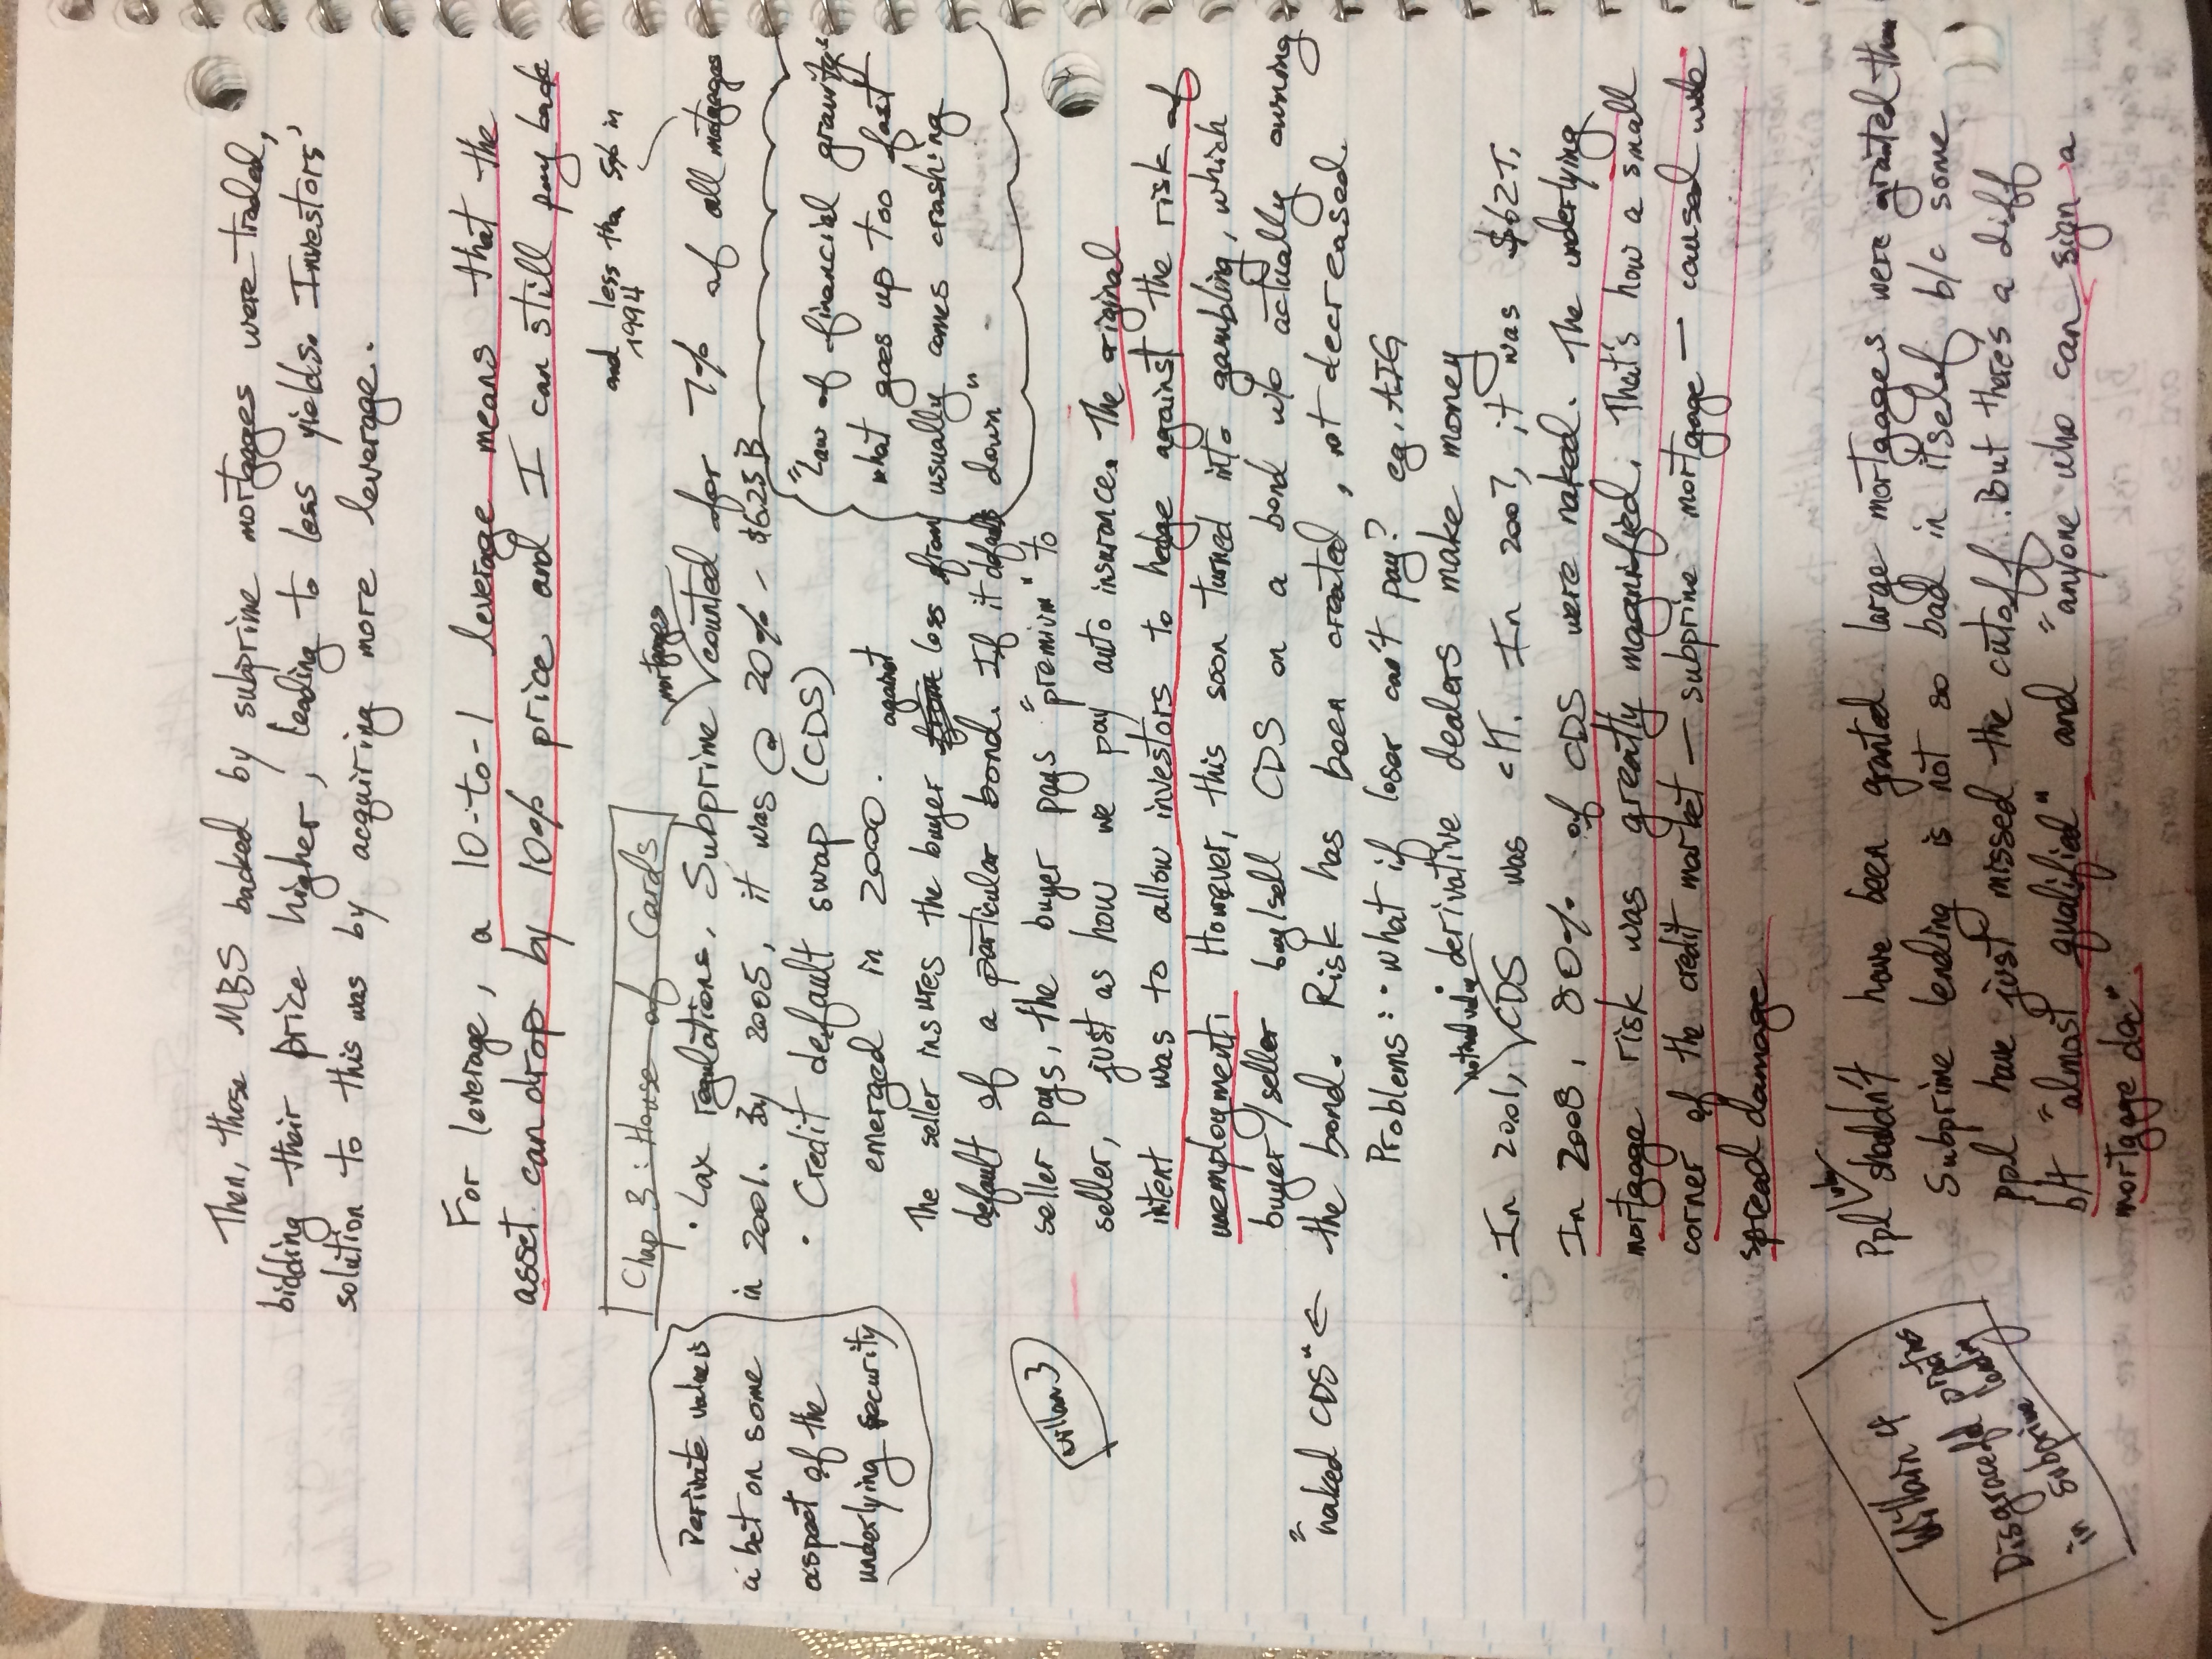 Then, those MBS backed by subprime mortgages were traded,
bidding their price higher, leading to less yields. Investors'
solution to this was by acquiring more leverage.
For leverage, a 10-to-1 leverage means that the
asset can drop by 10% price and I can still pay back
and less than 5% in
1994
Chap 3: House of Cards
mortgages
• Lax regulations. Subprime counted for 7% of all motgages
in 2001. By 2005, it was @ 20% - $625B
Derivate value is
a bet on some
aspect of the
underlying security
• Credit default swap (CDS)
emerged in 2000.
"Law of financial gravity:
what goes up too fast
usually comes crashing
down"
against
The seller insures the buyer from loss from
default of a particular bond. If it defaults
seller pays, the buyer pays "premium" to
villan 3
seller, just as how we pay auto insurance. The original
intent was to allow investors to hedge against the risk of
unemployment. However, this soon turned into gambling, which
buyer/seller buy/sell CDS on a bond w/o actually owning
"naked CDS" ←
the bond. Risk has been created, not decreased.
Problems: • what if loser can't pay? eg, AIG
• derivative dealers make money
notional value
• In 2001, CDS was <1T. In 2007, it was $62T.
In 2008, 80% of CDS were naked. The underlying
mortgage risk was greatly magnified. That's how a small
corner of the credit market — subprine mortgage — caused wide
spread damage
who
Ppl shouldn't have been granted large mortgages were granted them
Villain 4
Disgraceful practices
in subprime lending
Subprime lending is not so bad in itself b/c some
ppl have just missed the cutoff. But there's a diff
b/t "almost qualified" and "anyone who can sign a
mortgage doc".